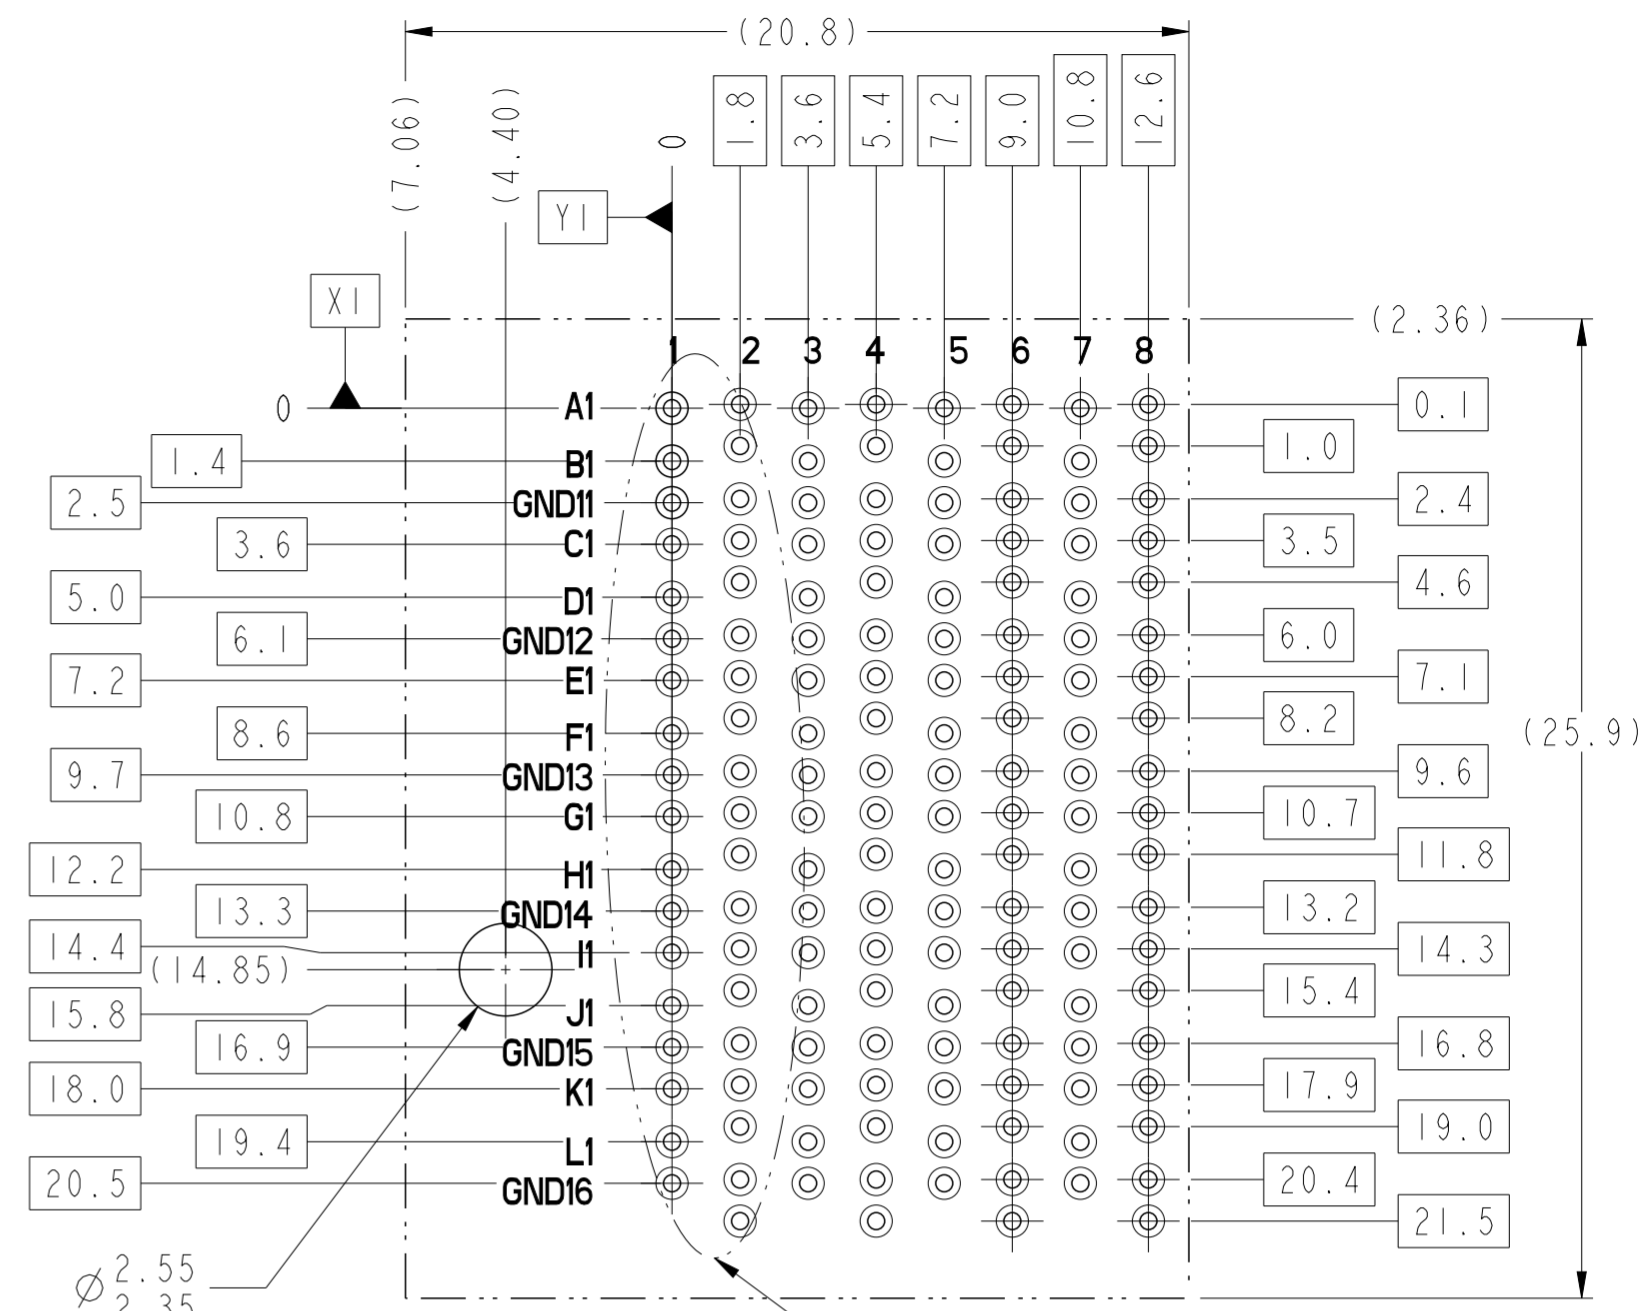 (20.8)
(7.06)
(4.40)
0
1.8
3.6
5.4
7.2
9.0
10.8
12.6
Y1
X1
(2.36)
1 2 3 4 5 6 7 8
0 A1 0.1
1.4 B1 1.0
2.5 GND11 2.4
3.6 C1 3.5
5.0 D1 4.6
6.1 GND12 6.0
7.2 E1 7.1
8.6 F1 8.2
(25.9)
9.7 GND13 9.6
10.8 G1 10.7
12.2 H1 11.8
13.3 GND14 13.2
14.4 I1 14.3
(14.85)
15.8 J1 15.4
16.9 GND15 16.8
18.0 K1 17.9
19.4 L1 19.0
20.5 GND16 20.4
21.5
Ø 2.55
2.35